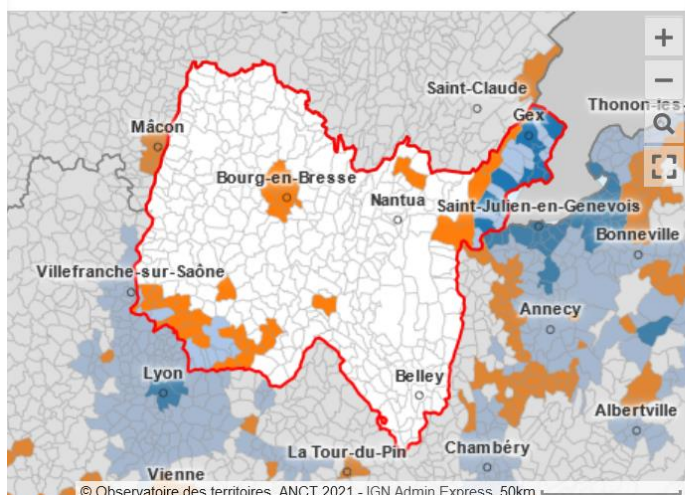 Saint-Claude
Thonon-les-
Gex
Mâcon
Bourg-en-Bresse
Nantua
Saint-Julien-en-Genevois
Bonneville
Villefranche-sur-Saône
Annecy
Lyon
Belley
Albertville
La Tour-du-Pin
Chambéry
Vienne
© Observatoire des territoires, ANCT 2021 - IGN Admin Express 50km